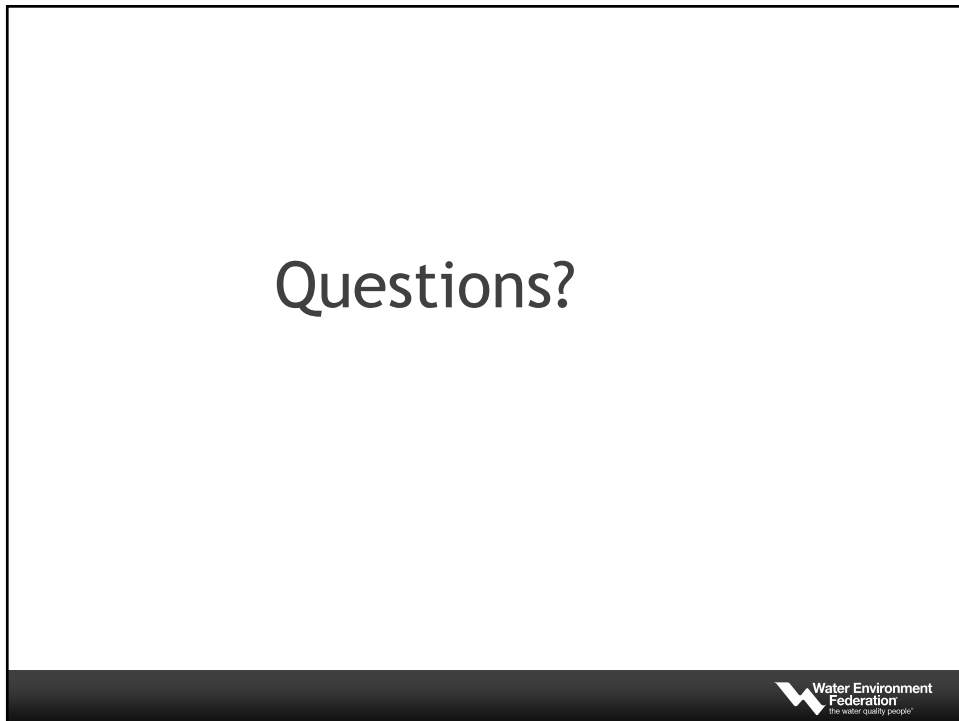 Questions?
Water Environment
Federation
the water quality people®